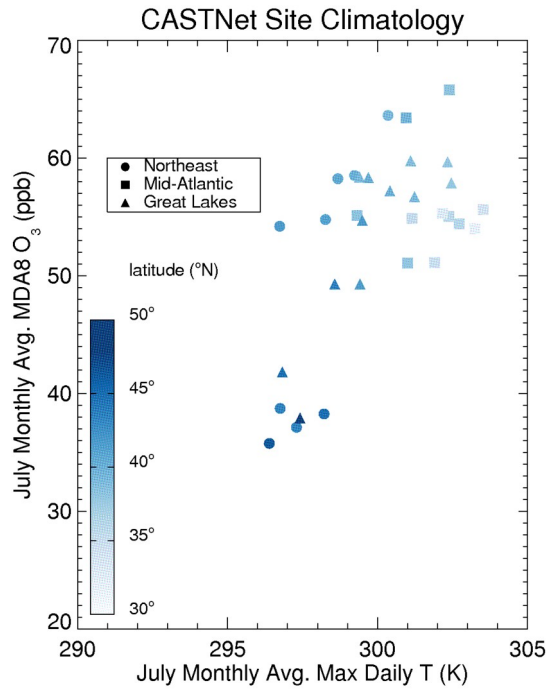 CASTNet Site Climatology
70
60
50
40
30
20
July Monthly Avg. MDA8 O3 (ppb)
Northeast
Mid-Atlantic
Great Lakes
latitude (°N)
50°
45°
40°
35°
30°
290
295
300
305
July Monthly Avg. Max Daily T (K)